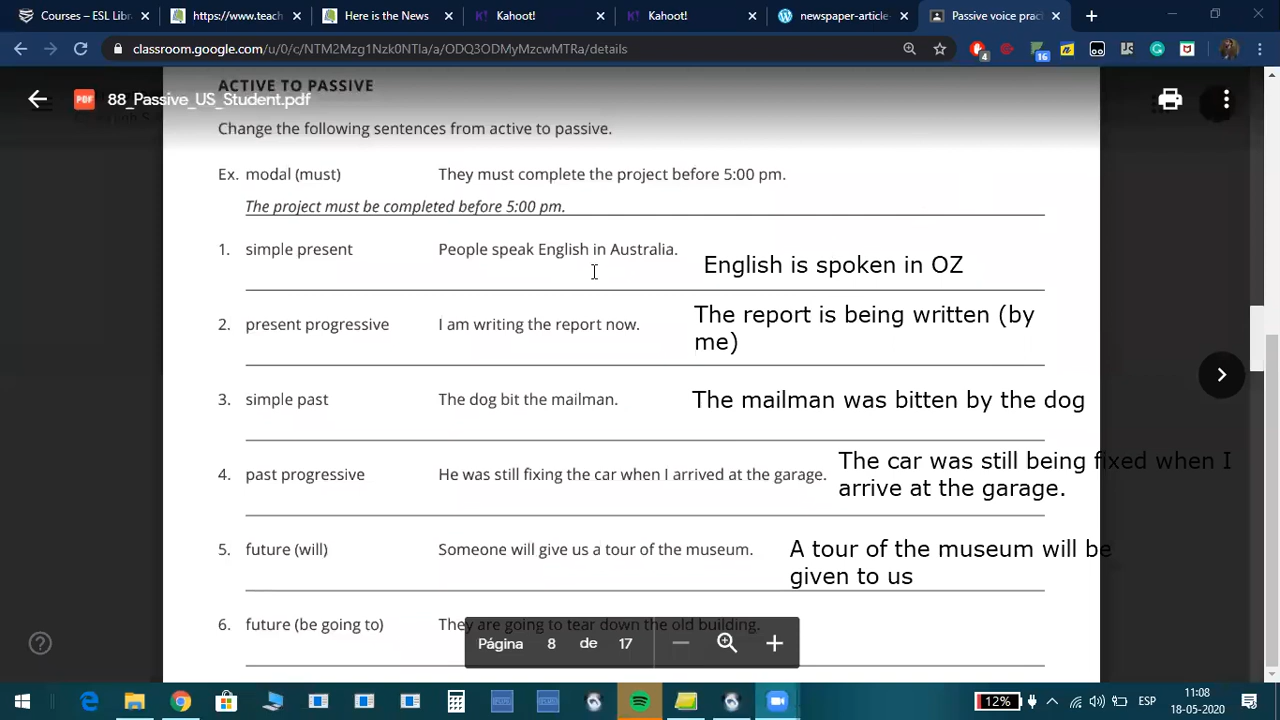 Courses – ESL Libr
https://www.teach
Here is the News
Kahoot!
Kahoot!
newspaper-article-
Passive voice prac
classroom.google.com/u/0/c/NTM2Mzg1Nzk0NTla/a/ODQ3ODMyMzcwMTRa/details
4
16
ACTIVE TO PASSIVE
PDF 88_Passive_US_Student.pdf
Change the following sentences from active to passive.
Ex. modal (must) They must complete the project before 5:00 pm.
The project must be completed before 5:00 pm.
1. simple present People speak English in Australia.
English is spoken in OZ
2. present progressive I am writing the report now.
The report is being written (by
me)
3. simple past The dog bit the mailman.
The mailman was bitten by the dog
4. past progressive He was still fixing the car when I arrived at the garage.
The car was still being fixed when I
arrive at the garage.
5. future (will) Someone will give us a tour of the museum.
A tour of the museum will be
given to us
6. future (be going to) They are going to tear down the old building.
Página 8 de 17
12%
ESP
11:08
18-05-2020